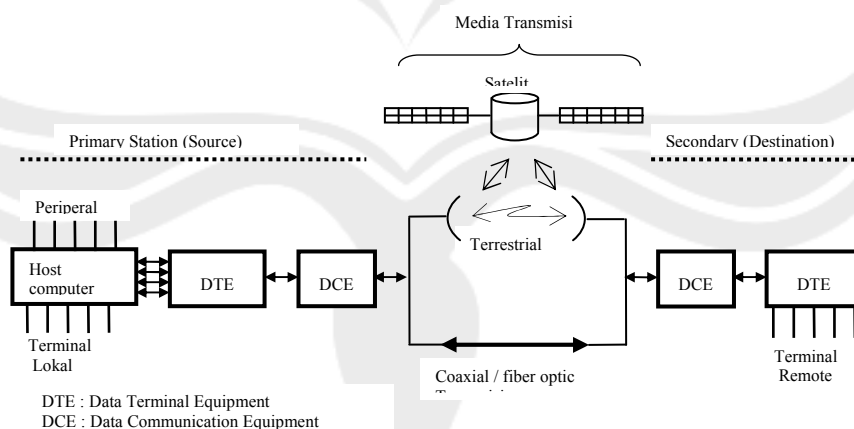 Media Transmisi
Satelit
Primary Station (Source)
Secondary (Destination)
Peripheral
Terrestrial
Host
computer
DTE
DCE
DCE
DTE
Terminal
Lokal
Coaxial / fiber optic
Terminal
Remote
DTE : Data Terminal Equipment
DCE : Data Communication Equipment